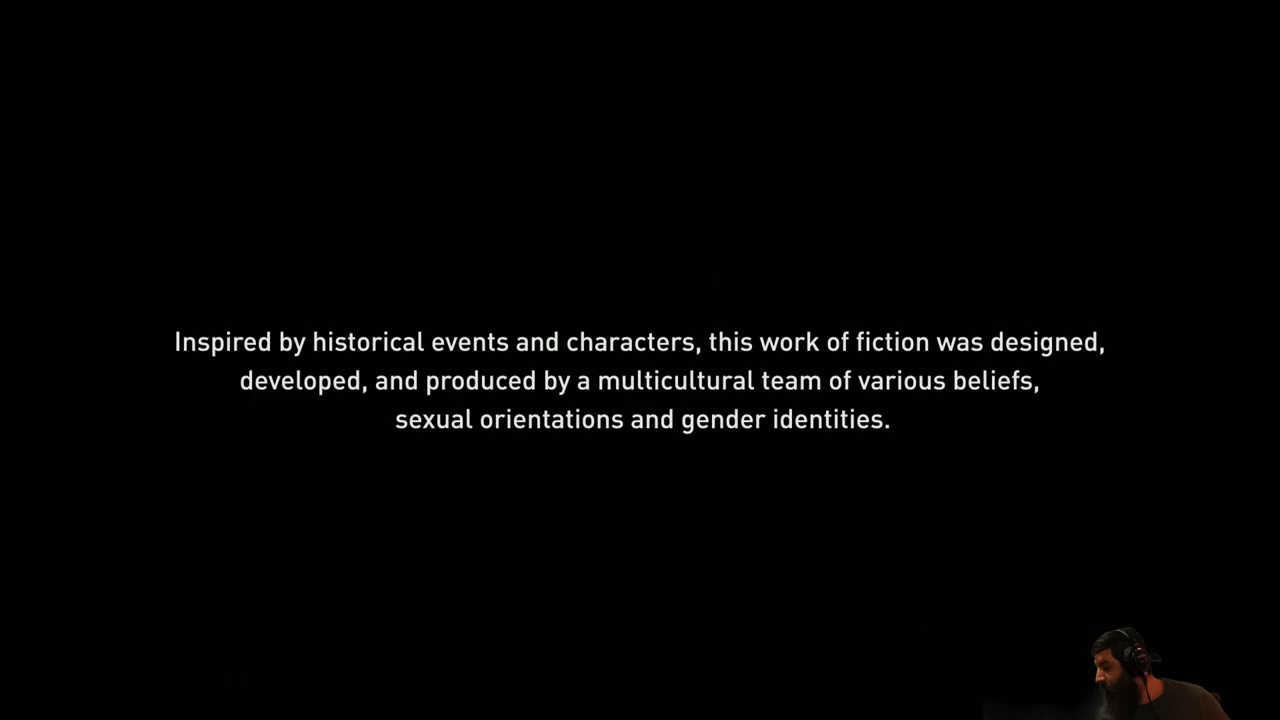 Inspired by historical events and characters, this work of fiction was designed,
developed, and produced by a multicultural team of various beliefs,
sexual orientations and gender identities.